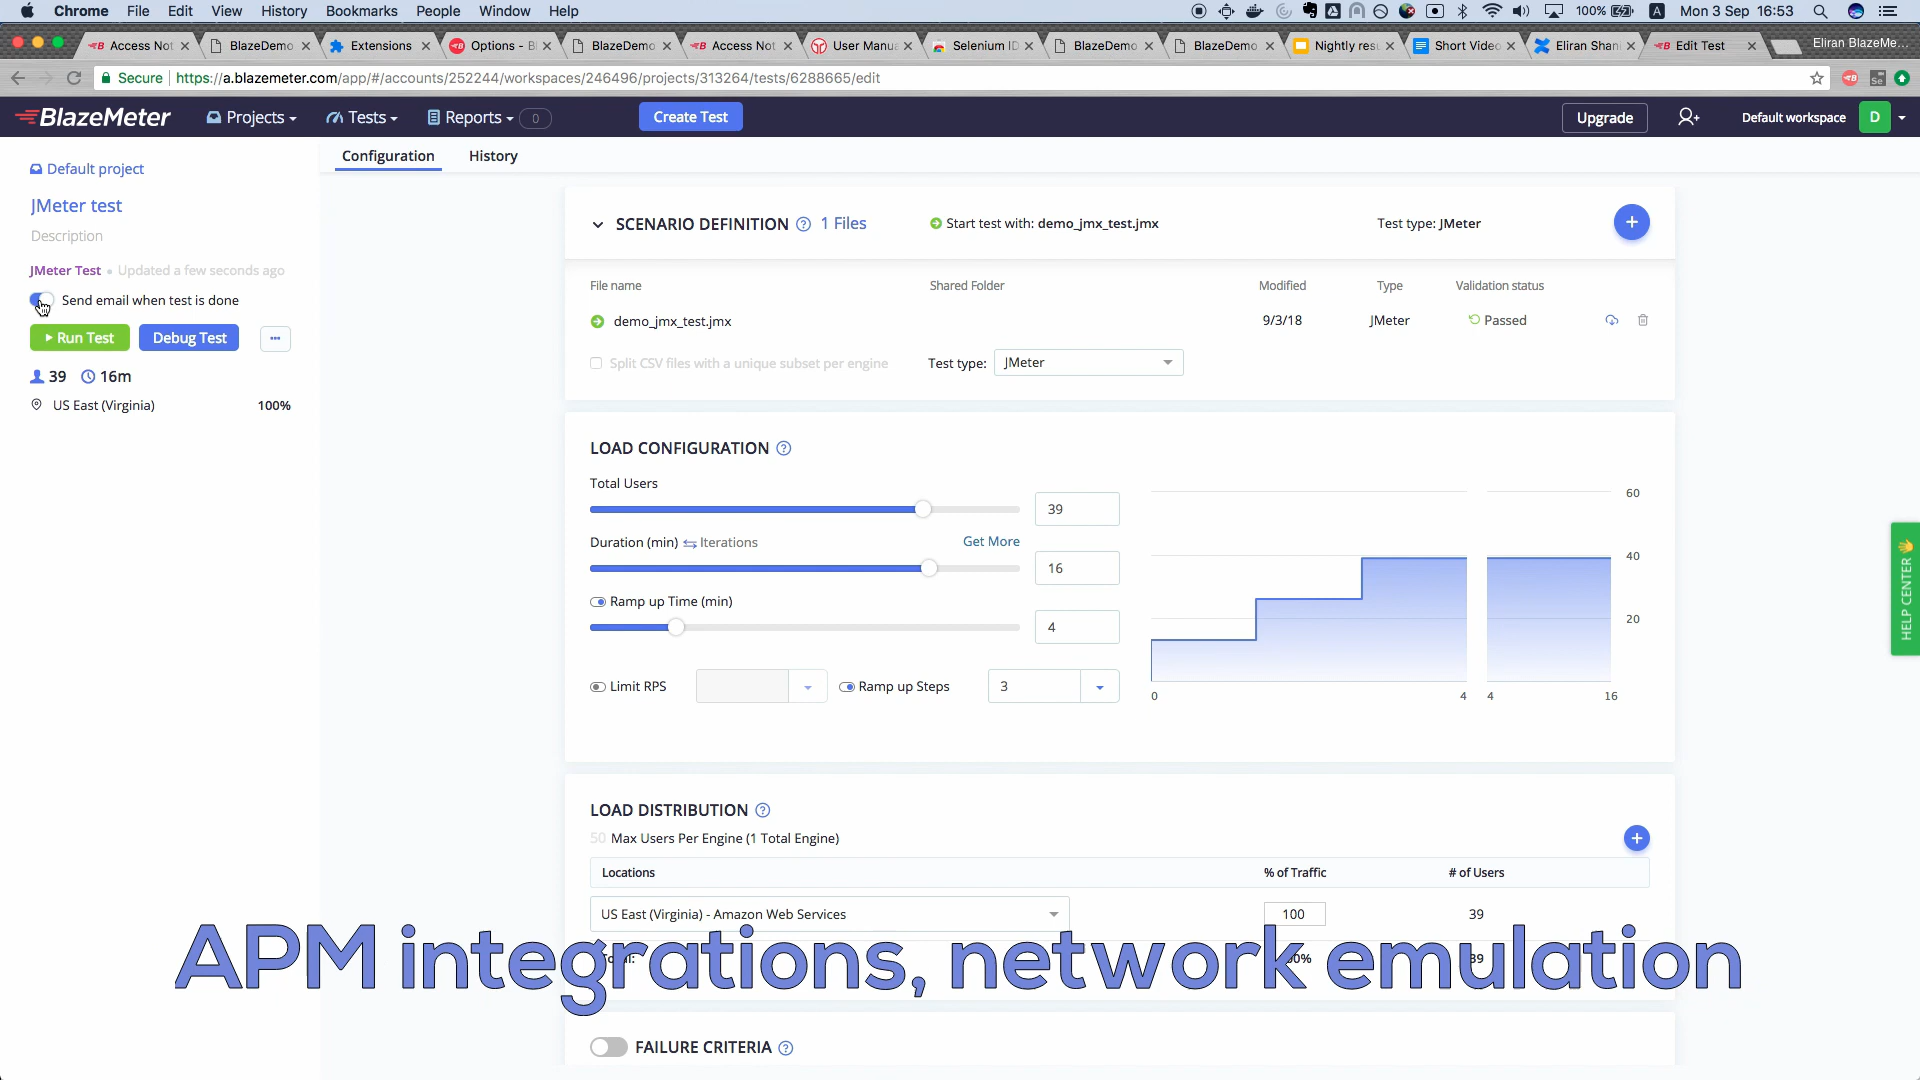 Chrome File Edit View History Bookmarks People Window Help 100% A Mon 3 Sep 16:53
Access Not BlazeDemo Extensions Options - Bl BlazeDemo Access Not User Manua Selenium ID BlazeDemo BlazeDemo Nightly res Short Video Eliran Shani Edit Test Eliran BlazeMe...
Secure https://a.blazemeter.com/app/#/accounts/252244/workspaces/246496/projects/313264/tests/6288665/edit
BlazeMeter Projects Tests Reports 0 Create Test Upgrade Default workspace D
Configuration History
Default project
JMeter test
Description
JMeter Test • Updated a few seconds ago
Send email when test is done
Run Test Debug Test ...
39 16m
US East (Virginia) 100%
SCENARIO DEFINITION ? 1 Files Start test with: demo_jmx_test.jmx Test type: JMeter +
File name Shared Folder Modified Type Validation status
demo_jmx_test.jmx 9/3/18 JMeter Passed
Split CSV files with a unique subset per engine Test type: JMeter
LOAD CONFIGURATION ?
Total Users
39
Duration (min) Iterations Get More
16
Ramp up Time (min)
4
Limit RPS Ramp up Steps 3
60
40
20
0 4 4 16
LOAD DISTRIBUTION ?
50 Max Users Per Engine (1 Total Engine) +
Locations % of Traffic # of Users
US East (Virginia) - Amazon Web Services 100 39
39
APM integrations, network emulation
FAILURE CRITERIA ?
HELP CENTER